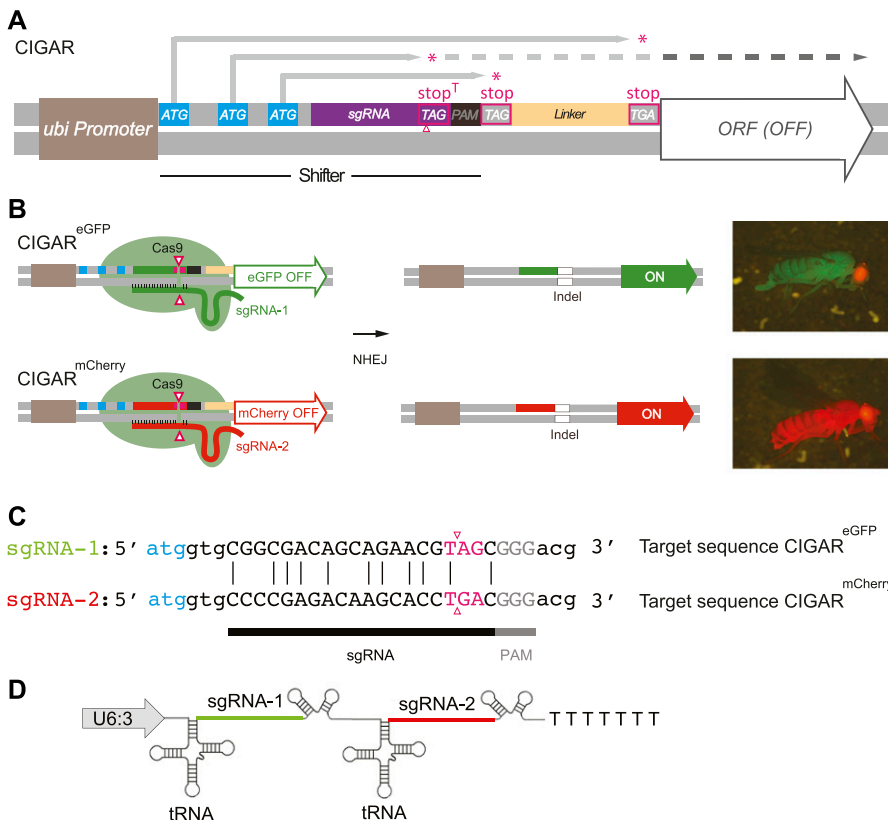 A
CIGAR
* * *
stopᵀ stop stop
ubi Promoter ATG ATG ATG sgRNA TAG PAM TAG Linker TGA ORF (OFF)
Shifter
B
CIGAR eGFP
Cas9
eGFP OFF
sgRNA-1
ON
Indel
NHEJ
CIGAR mCherry
Cas9
mCherry OFF
sgRNA-2
ON
Indel
C
sgRNA-1: 5’ atggtgCGGCGACAGCAGAACGTAGCGGGacg 3’ Target sequence CIGAR eGFP
sgRNA-2: 5’ atggtgCCCCGAGACAAGCACCTGACGGGacg 3’ Target sequence CIGAR mCherry
sgRNA PAM
D
U6:3 sgRNA-1 sgRNA-2 T T T T T T T
tRNA tRNA